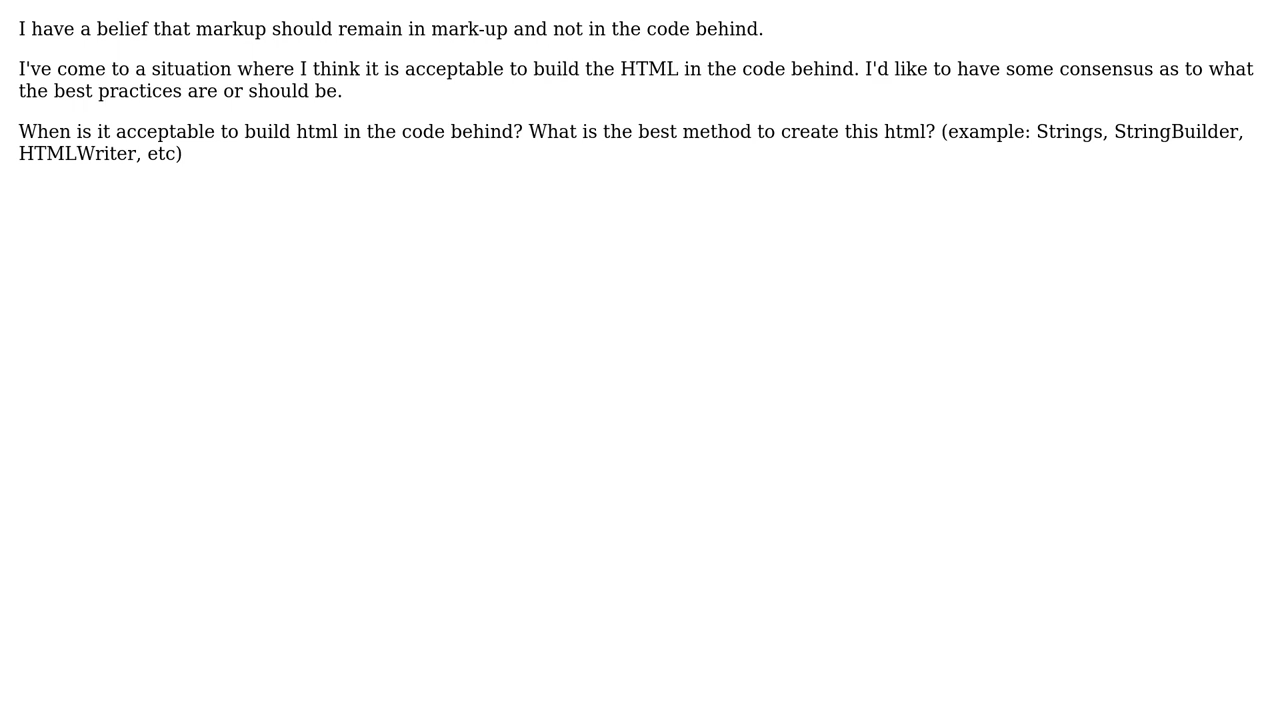 I have a belief that markup should remain in mark-up and not in the code behind.
I've come to a situation where I think it is acceptable to build the HTML in the code behind. I'd like to have some consensus as to what
the best practices are or should be.
When is it acceptable to build html in the code behind? What is the best method to create this html? (example: Strings, StringBuilder,
HTMLWriter, etc)